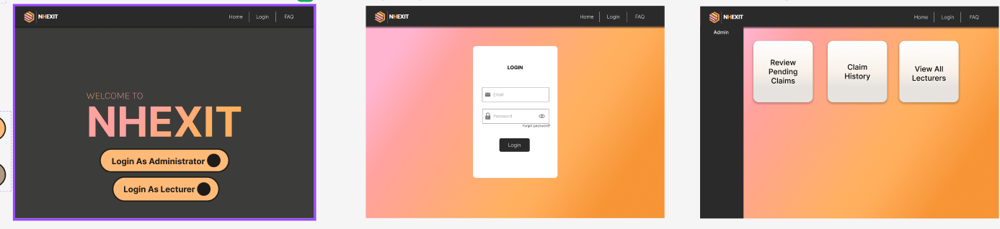 NHEXIT
Home
Login
FAQ
WELCOME TO
NHEXIT
Login As Administrator
Login As Lecturer
NHEXIT
Home
Login
FAQ
LOGIN
Email
Password
Forgot password?
Login
NHEXIT
Home
Login
FAQ
Admin
Review
Pending
Claims
Claim
History
View All
Lecturers